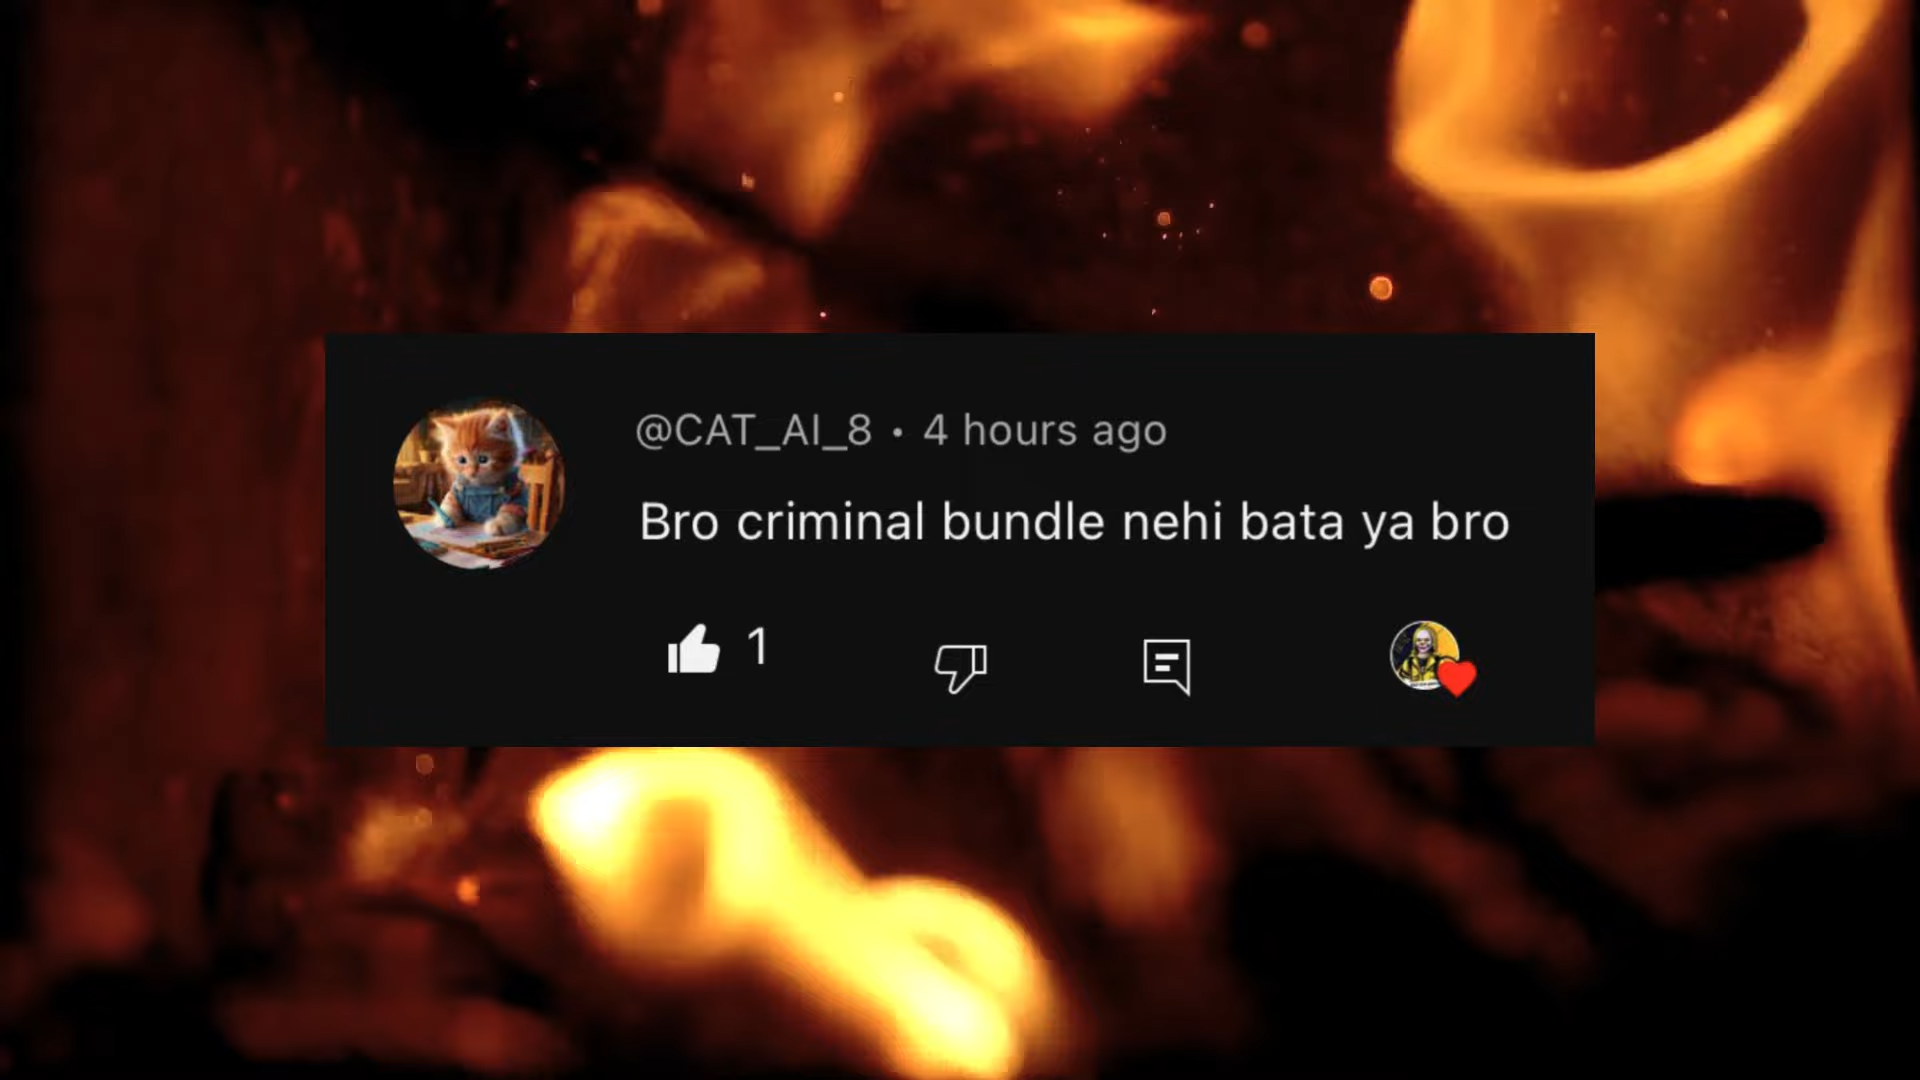 @CAT_AI_8 • 4 hours ago
Bro criminal bundle nehi bata ya bro
1